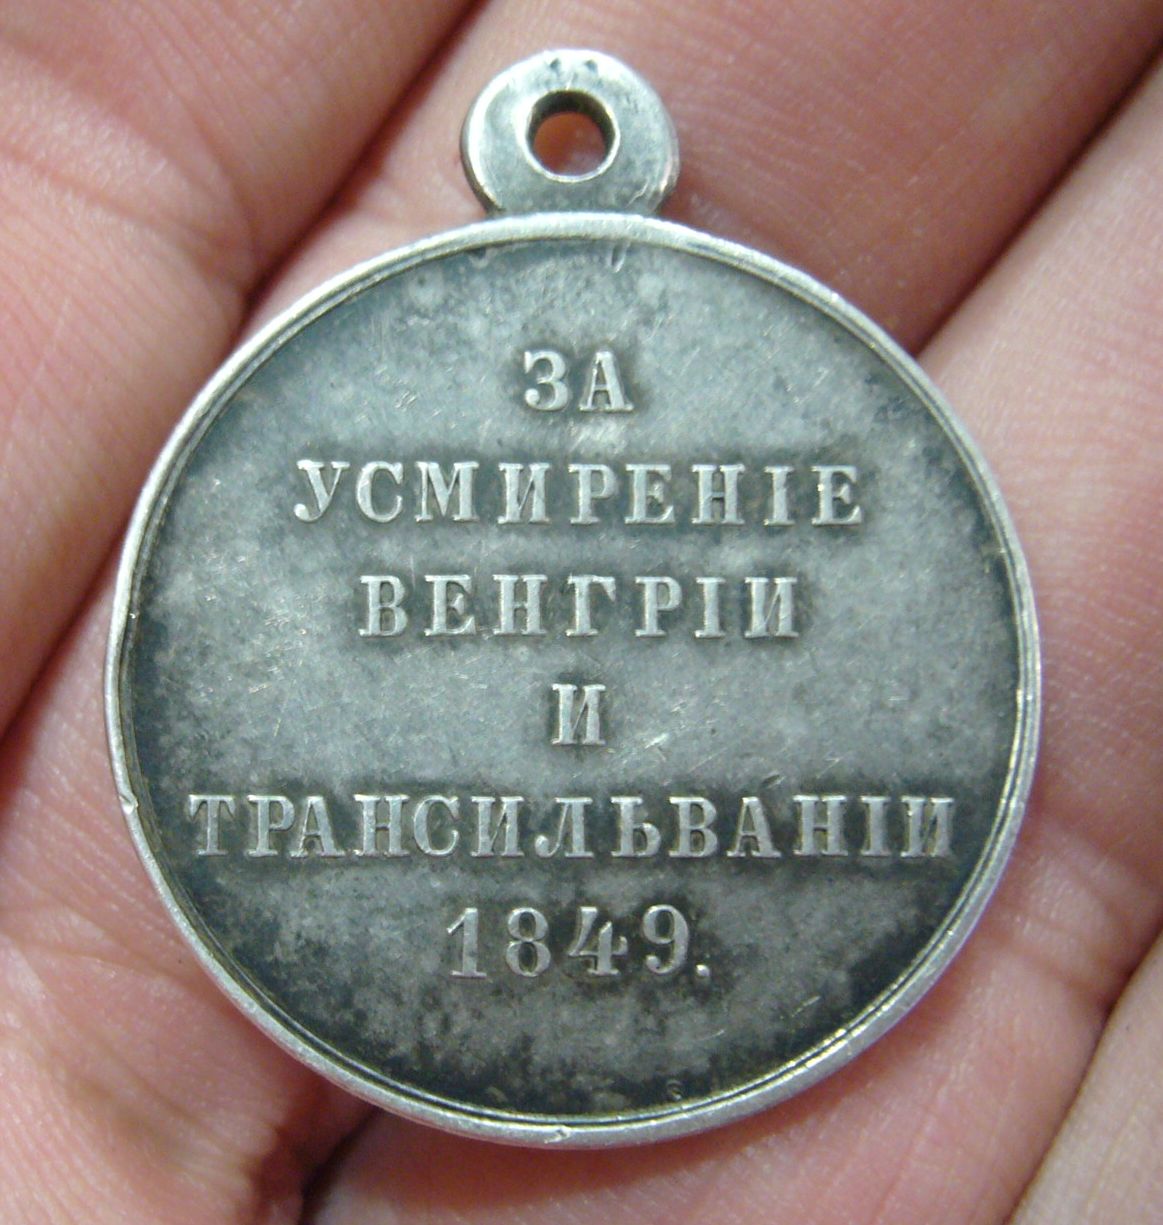 ЗА
УСМИРЕНІЕ
ВЕНГРІИ
И
ТРАНСИЛЬВАНІИ
1849.